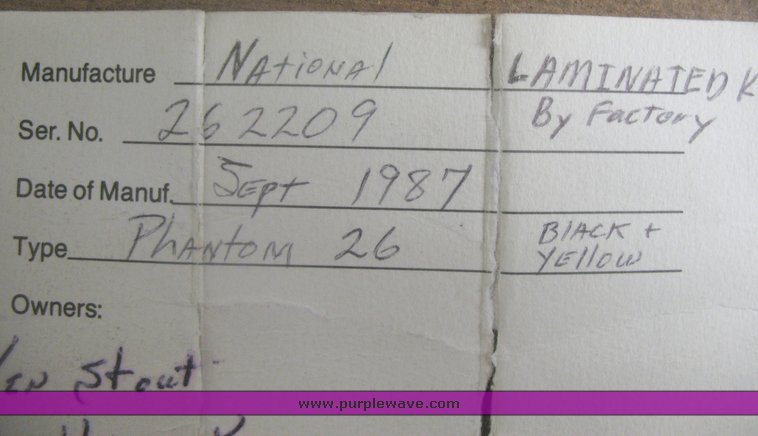 Manufacture National LAMINATED K
By Factory
Ser. No. 262209
Date of Manuf. Sept 1987
Type Phantom 26 Black + Yellow
Owners:
Stout
www.purplewave.com